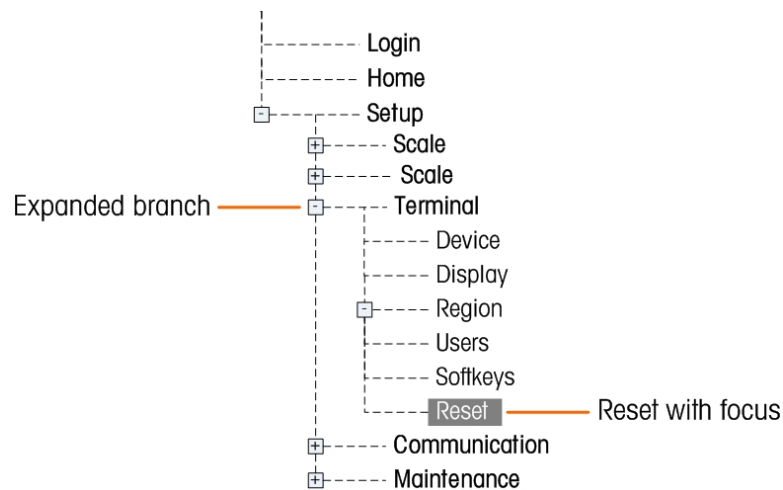 Login
Home
Setup
Scale
Scale
Expanded branch
Terminal
Device
Display
Region
Users
Softkeys
Reset
Reset with focus
Communication
Maintenance